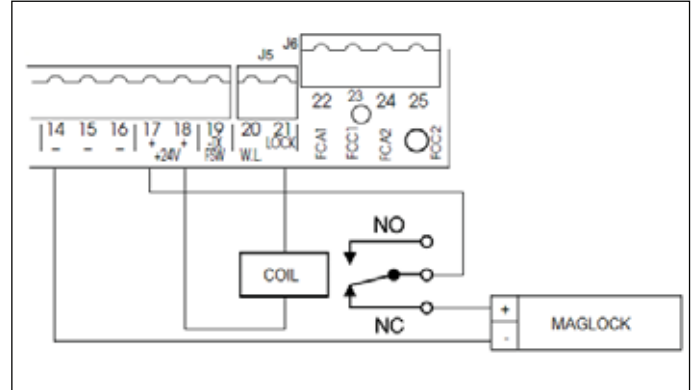 J5 J6
14 15 16 17 18 19 20 21 22 23 24 25
- - - + + LOCK
+24V FSW W.L. FCA1 FCC1 FCA2 FCC2
NO
COIL
+ MAGLOCK
-
NC